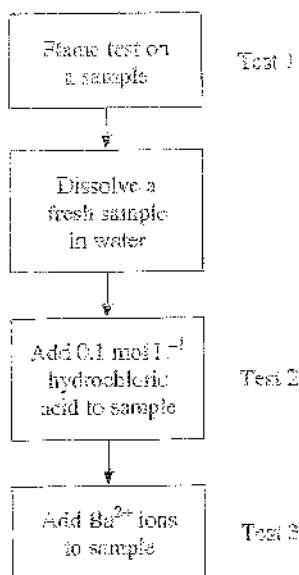 Flame test on
a sample
Test 1
Dissolve a
fresh sample
in water
Add 0.1 mol L⁻¹
hydrochloric
acid to sample
Test 2
Add Ba²⁺ ions
to sample
Test 3